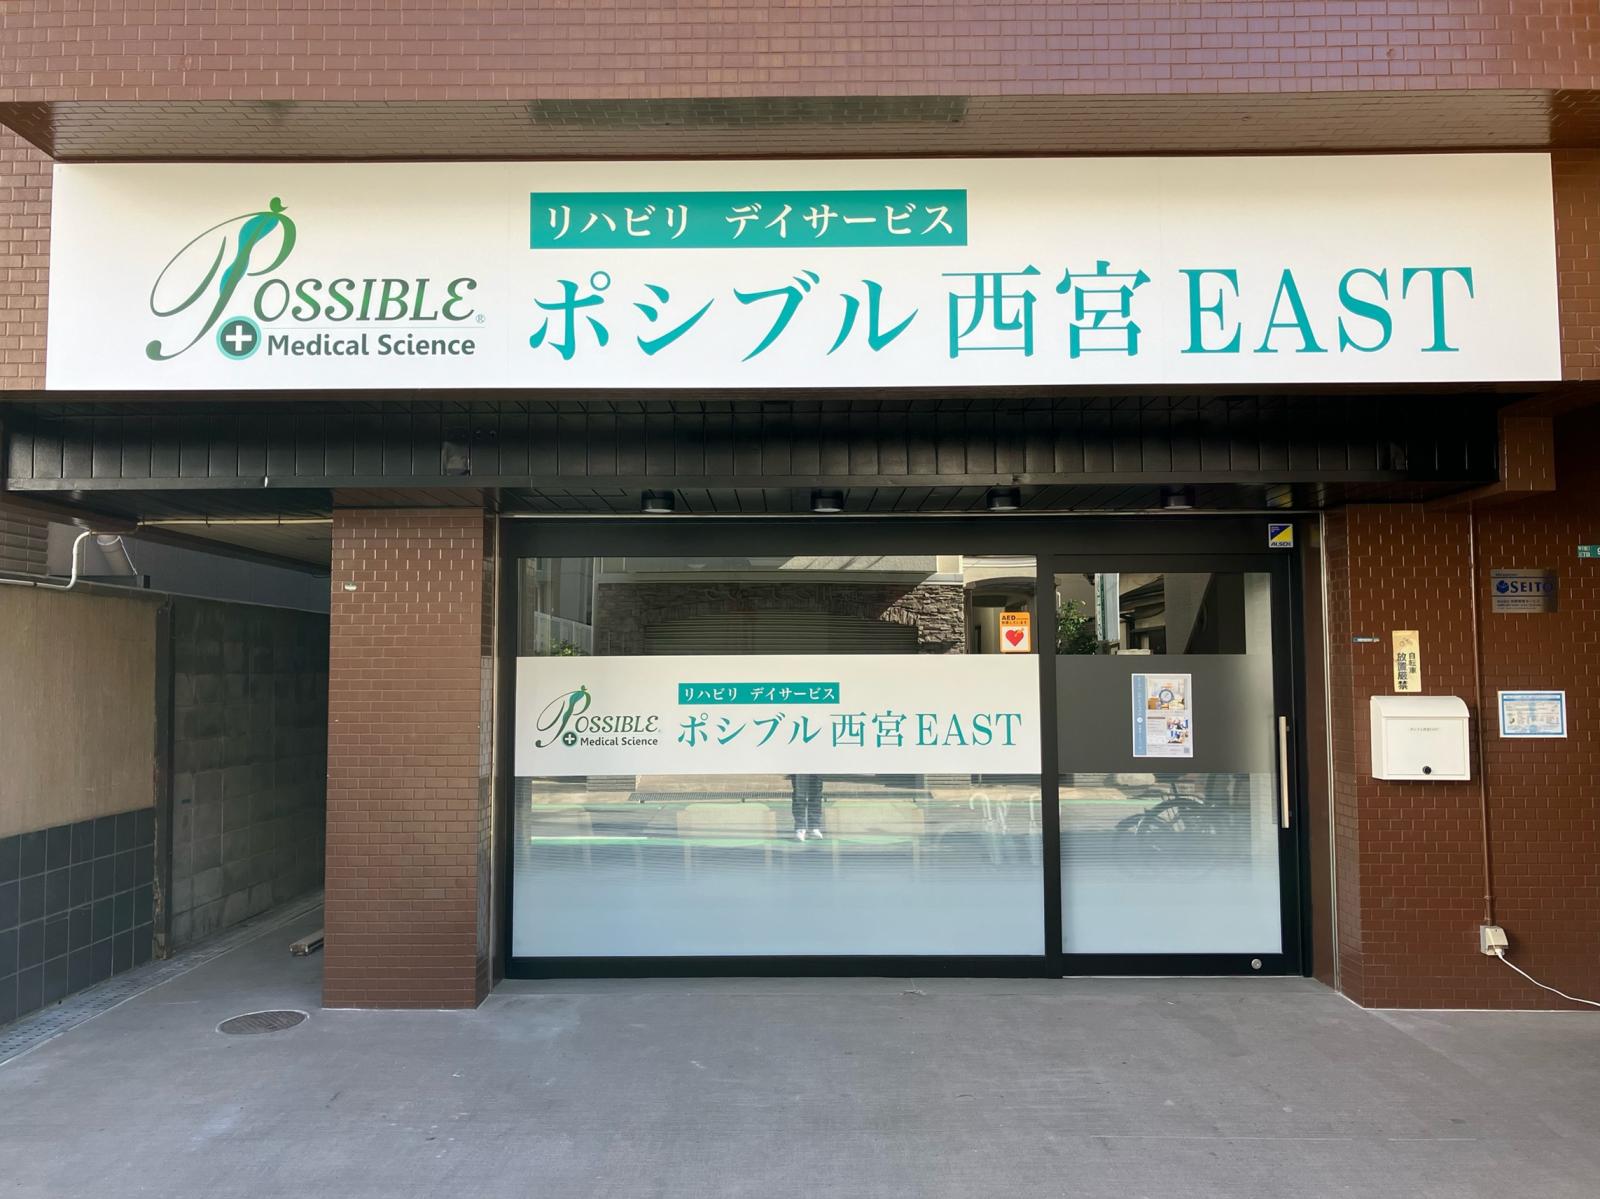 リハビリ デイサービス
POSSIBLE®
Medical Science
ポシブル 西宮 EAST
ALSOK
AED
SEITO
自転車
放置厳禁
リハビリ デイサービス
POSSIBLE
Medical Science
ポシブル 西宮 EAST